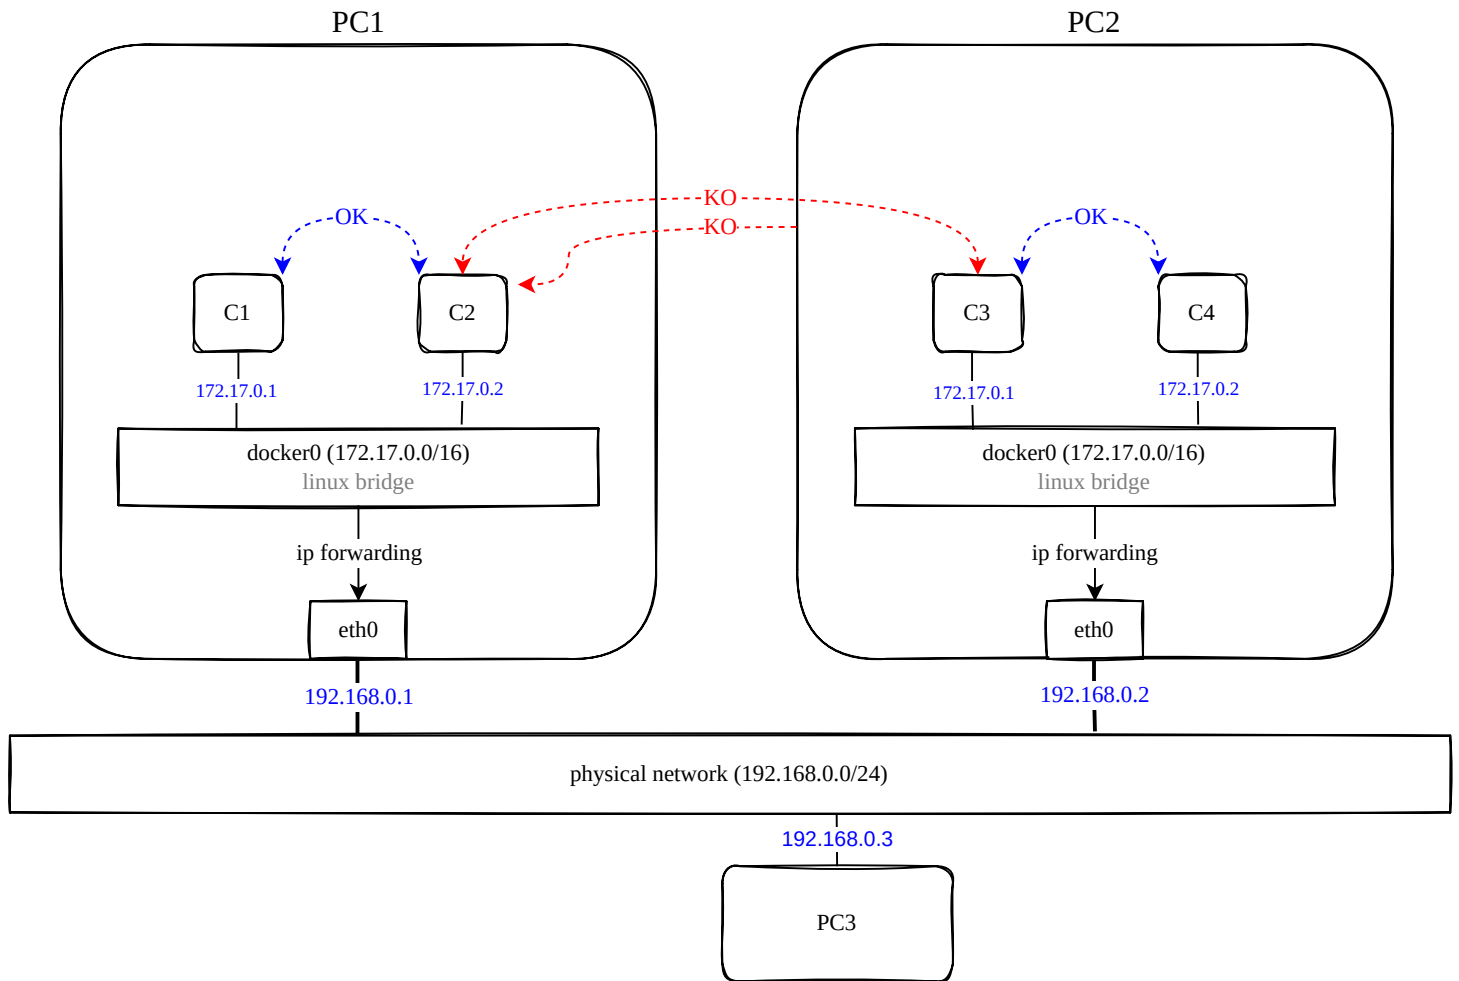 PC1
PC2
KO
OK
KO
OK
C1
C2
C3
C4
172.17.0.1
172.17.0.2
172.17.0.1
172.17.0.2
docker0 (172.17.0.0/16)
linux bridge
docker0 (172.17.0.0/16)
linux bridge
ip forwarding
ip forwarding
eth0
eth0
192.168.0.1
192.168.0.2
physical network (192.168.0.0/24)
192.168.0.3
PC3